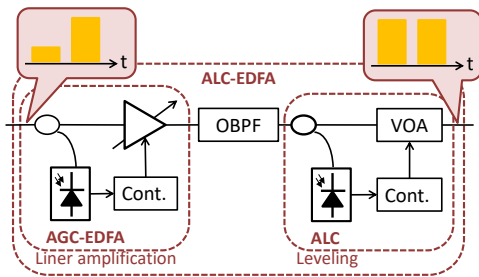 t
t
ALC-EDFA
OBPF
VOA
Cont.
Cont.
AGC-EDFA
ALC
Liner amplification
Leveling